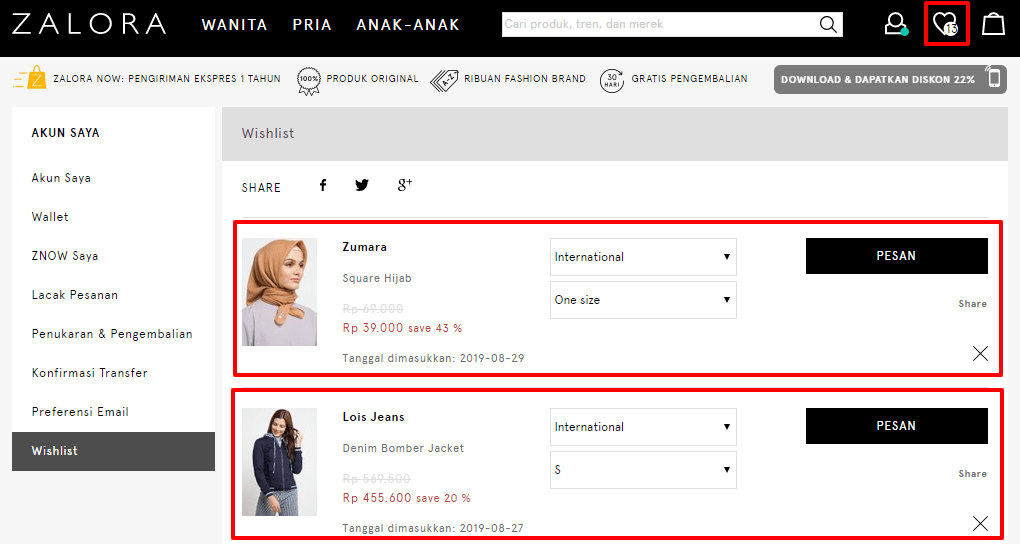 ZALORA WANITA PRIA ANAK-ANAK Cari produk, tren, dan merek 13
ZALORA NOW: PENGIRIMAN EKSPRES 1 TAHUN 100% PRODUK ORIGINAL A-Z RIBUAN FASHION BRAND 30 HARI GRATIS PENGEMBALIAN DOWNLOAD & DAPATKAN DISKON 22%
AKUN SAYA
Akun Saya
Wallet
ZNOW Saya
Lacak Pesanan
Penukaran & Pengembalian
Konfirmasi Transfer
Preferensi Email
Wishlist
Wishlist
SHARE f g+
Zumara
Square Hijab
Rp 69.000
Rp 39.000 save 43 %
Tanggal dimasukkan: 2019-08-29
International
One size
PESAN
Share
Lois Jeans
Denim Bomber Jacket
Rp 569.500
Rp 455.600 save 20 %
Tanggal dimasukkan: 2019-08-27
International
S
PESAN
Share